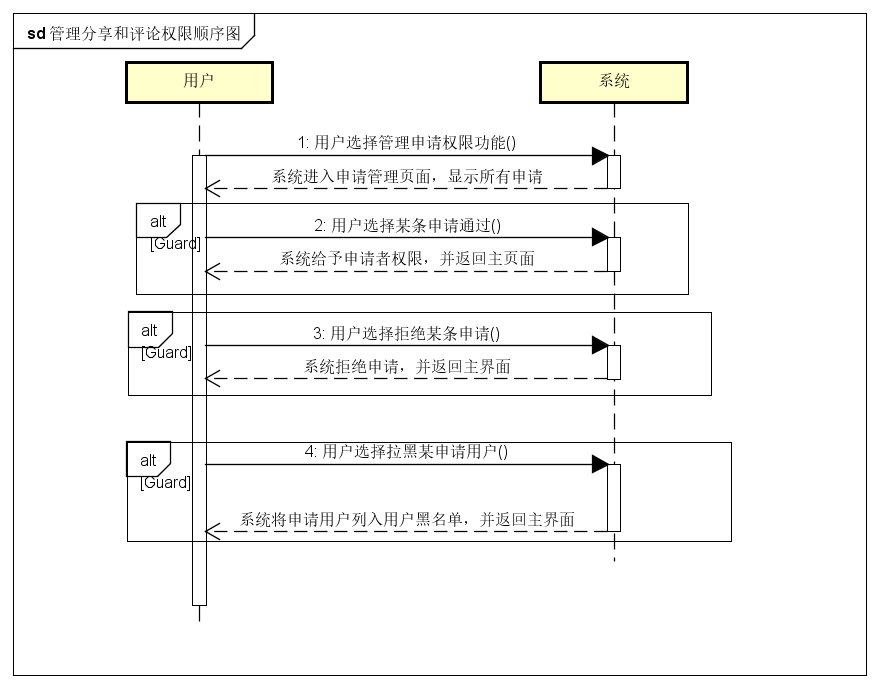 sd 管理分享和评论权限顺序图
用户
系统
1: 用户选择管理申请权限功能()
系统进入申请管理页面，显示所有申请
alt
2: 用户选择某条申请通过()
[Guard]
系统给予申请者权限，并返回主页面
alt
3: 用户选择拒绝某条申请()
[Guard]
系统拒绝申请，并返回主界面
4: 用户选择拉黑某申请用户()
alt
[Guard]
系统将申请用户列入用户黑名单，并返回主界面